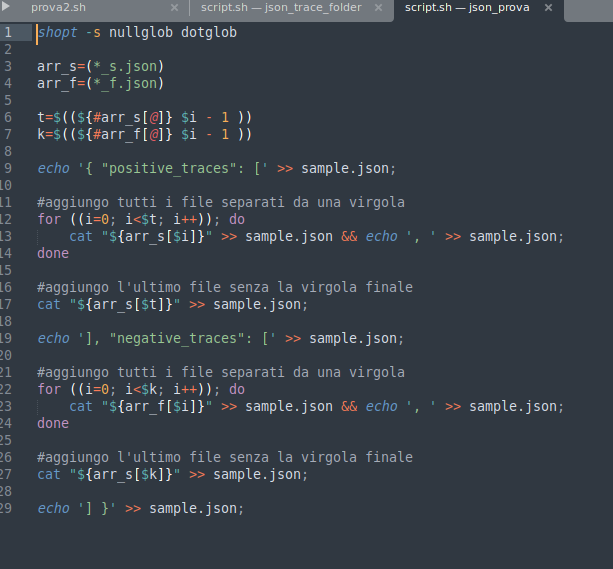 prova2.sh × script.sh — json_trace_folder × script.sh — json_prova ×
1 shopt -s nullglob dotglob
2
3 arr_s=(*_s.json)
4 arr_f=(*_f.json)
5
6 t=$((${#arr_s[@]} $i - 1 ))
7 k=$((${#arr_f[@]} $i - 1 ))
8
9 echo '{ "positive_traces": [' >> sample.json;
10
11 #aggiungo tutti i file separati da una virgola
12 for ((i=0; i<$t; i++)); do
13 cat "${arr_s[$i]}" >> sample.json && echo ', ' >> sample.json;
14 done
15
16 #aggiungo l'ultimo file senza la virgola finale
17 cat "${arr_s[$t]}" >> sample.json;
18
19 echo '], "negative_traces": [' >> sample.json;
20
21 #aggiungo tutti i file separati da una virgola
22 for ((i=0; i<$k; i++)); do
23 cat "${arr_f[$i]}" >> sample.json && echo ', ' >> sample.json;
24 done
25
26 #aggiungo l'ultimo file senza la virgola finale
27 cat "${arr_s[$k]}" >> sample.json;
28
29 echo '] }' >> sample.json;